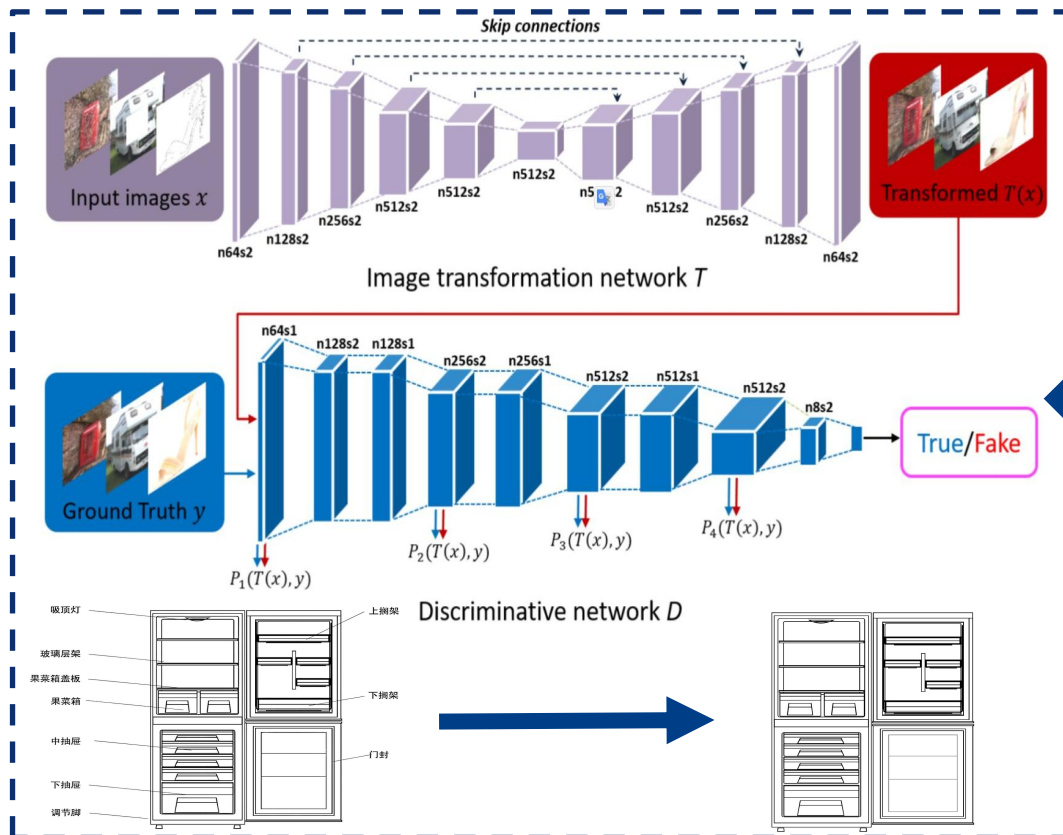 Skip connections
Input images x
n64s2
n128s2
n256s2
n512s2
n512s2
n512s2
n512s2
n256s2
n128s2
n64s2
Transformed T(x)
Image transformation network T
n64s1
n128s2
n128s1
n256s2
n256s1
n512s2
n512s1
n512s2
n8s2
Ground Truth y
True/Fake
P₁(T(x), y)
P₂(T(x), y)
P₃(T(x), y)
P₄(T(x), y)
Discriminative network D
吸顶灯
玻璃层架
果菜箱盖板
果菜箱
中抽屉
下抽屉
调节脚
上搁架
下搁架
门封